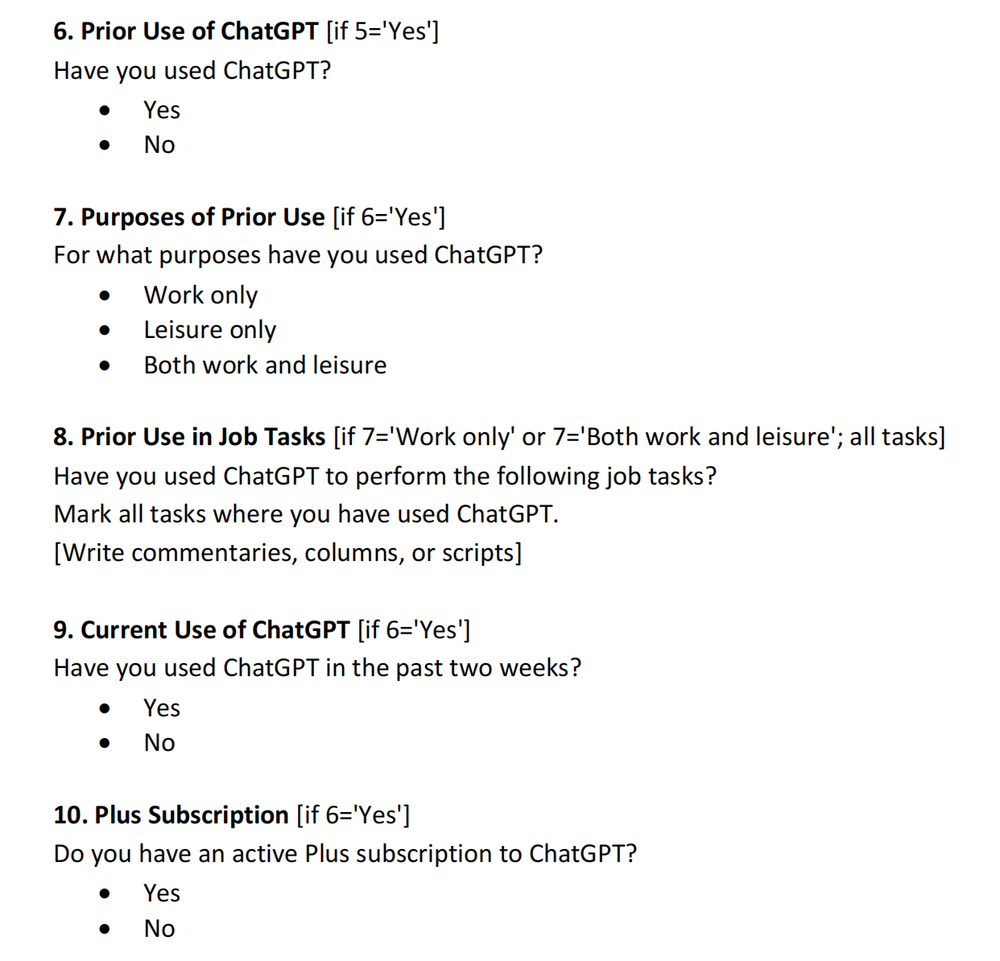 6. Prior Use of ChatGPT [if 5='Yes']
Have you used ChatGPT?
• Yes
• No
7. Purposes of Prior Use [if 6='Yes']
For what purposes have you used ChatGPT?
• Work only
• Leisure only
• Both work and leisure
8. Prior Use in Job Tasks [if 7='Work only' or 7='Both work and leisure'; all tasks]
Have you used ChatGPT to perform the following job tasks?
Mark all tasks where you have used ChatGPT.
[Write commentaries, columns, or scripts]
9. Current Use of ChatGPT [if 6='Yes']
Have you used ChatGPT in the past two weeks?
• Yes
• No
10. Plus Subscription [if 6='Yes']
Do you have an active Plus subscription to ChatGPT?
• Yes
• No